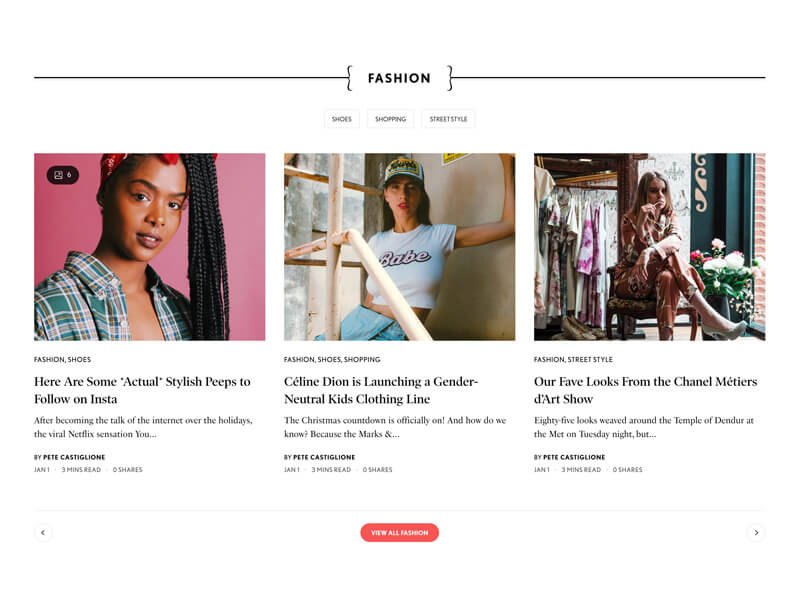 FASHION
SHOES SHOPPING STREET STYLE
6
Babe
FASHION, SHOES
Here Are Some "Actual" Stylish Peeps to
Follow on Insta
After becoming the talk of the internet over the holidays,
the viral Netflix sensation You...
BY PETE CASTIGLIONE
JAN 1 · 3 MINS READ · 0 SHARES
FASHION, SHOES, SHOPPING
Céline Dion is Launching a Gender-
Neutral Kids Clothing Line
The Christmas countdown is officially on! And how do we
know? Because the Marks &...
BY PETE CASTIGLIONE
JAN 1 · 3 MINS READ · 0 SHARES
FASHION, STREET STYLE
Our Fave Looks From the Chanel Métiers
d'Art Show
Eighty-five looks weaved around the Temple of Dendur at
the Met on Tuesday night, but...
BY PETE CASTIGLIONE
JAN 1 · 3 MINS READ · 0 SHARES
VIEW ALL FASHION